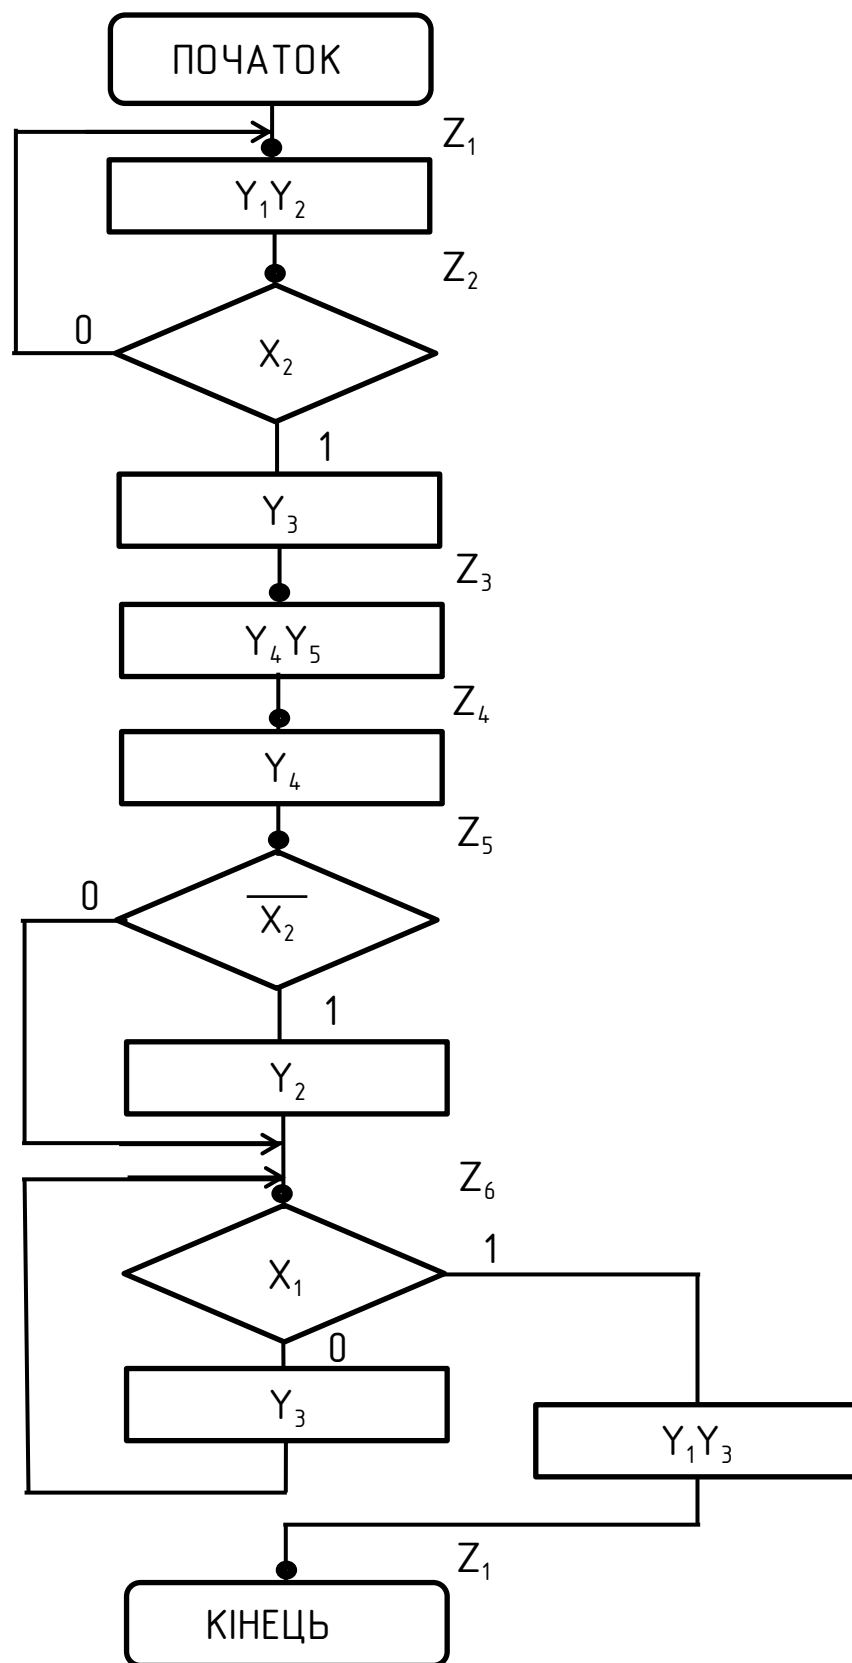 ПОЧАТОК
Z₁
Y₁Y₂
Z₂
0
X₂
1
Y₃
Z₃
Y₄Y₅
Z₄
Y₄
Z₅
0
X̅₂
1
Y₂
Z₆
1
X₁
0
Y₃
Y₁Y₃
Z₁
КІНЕЦЬ